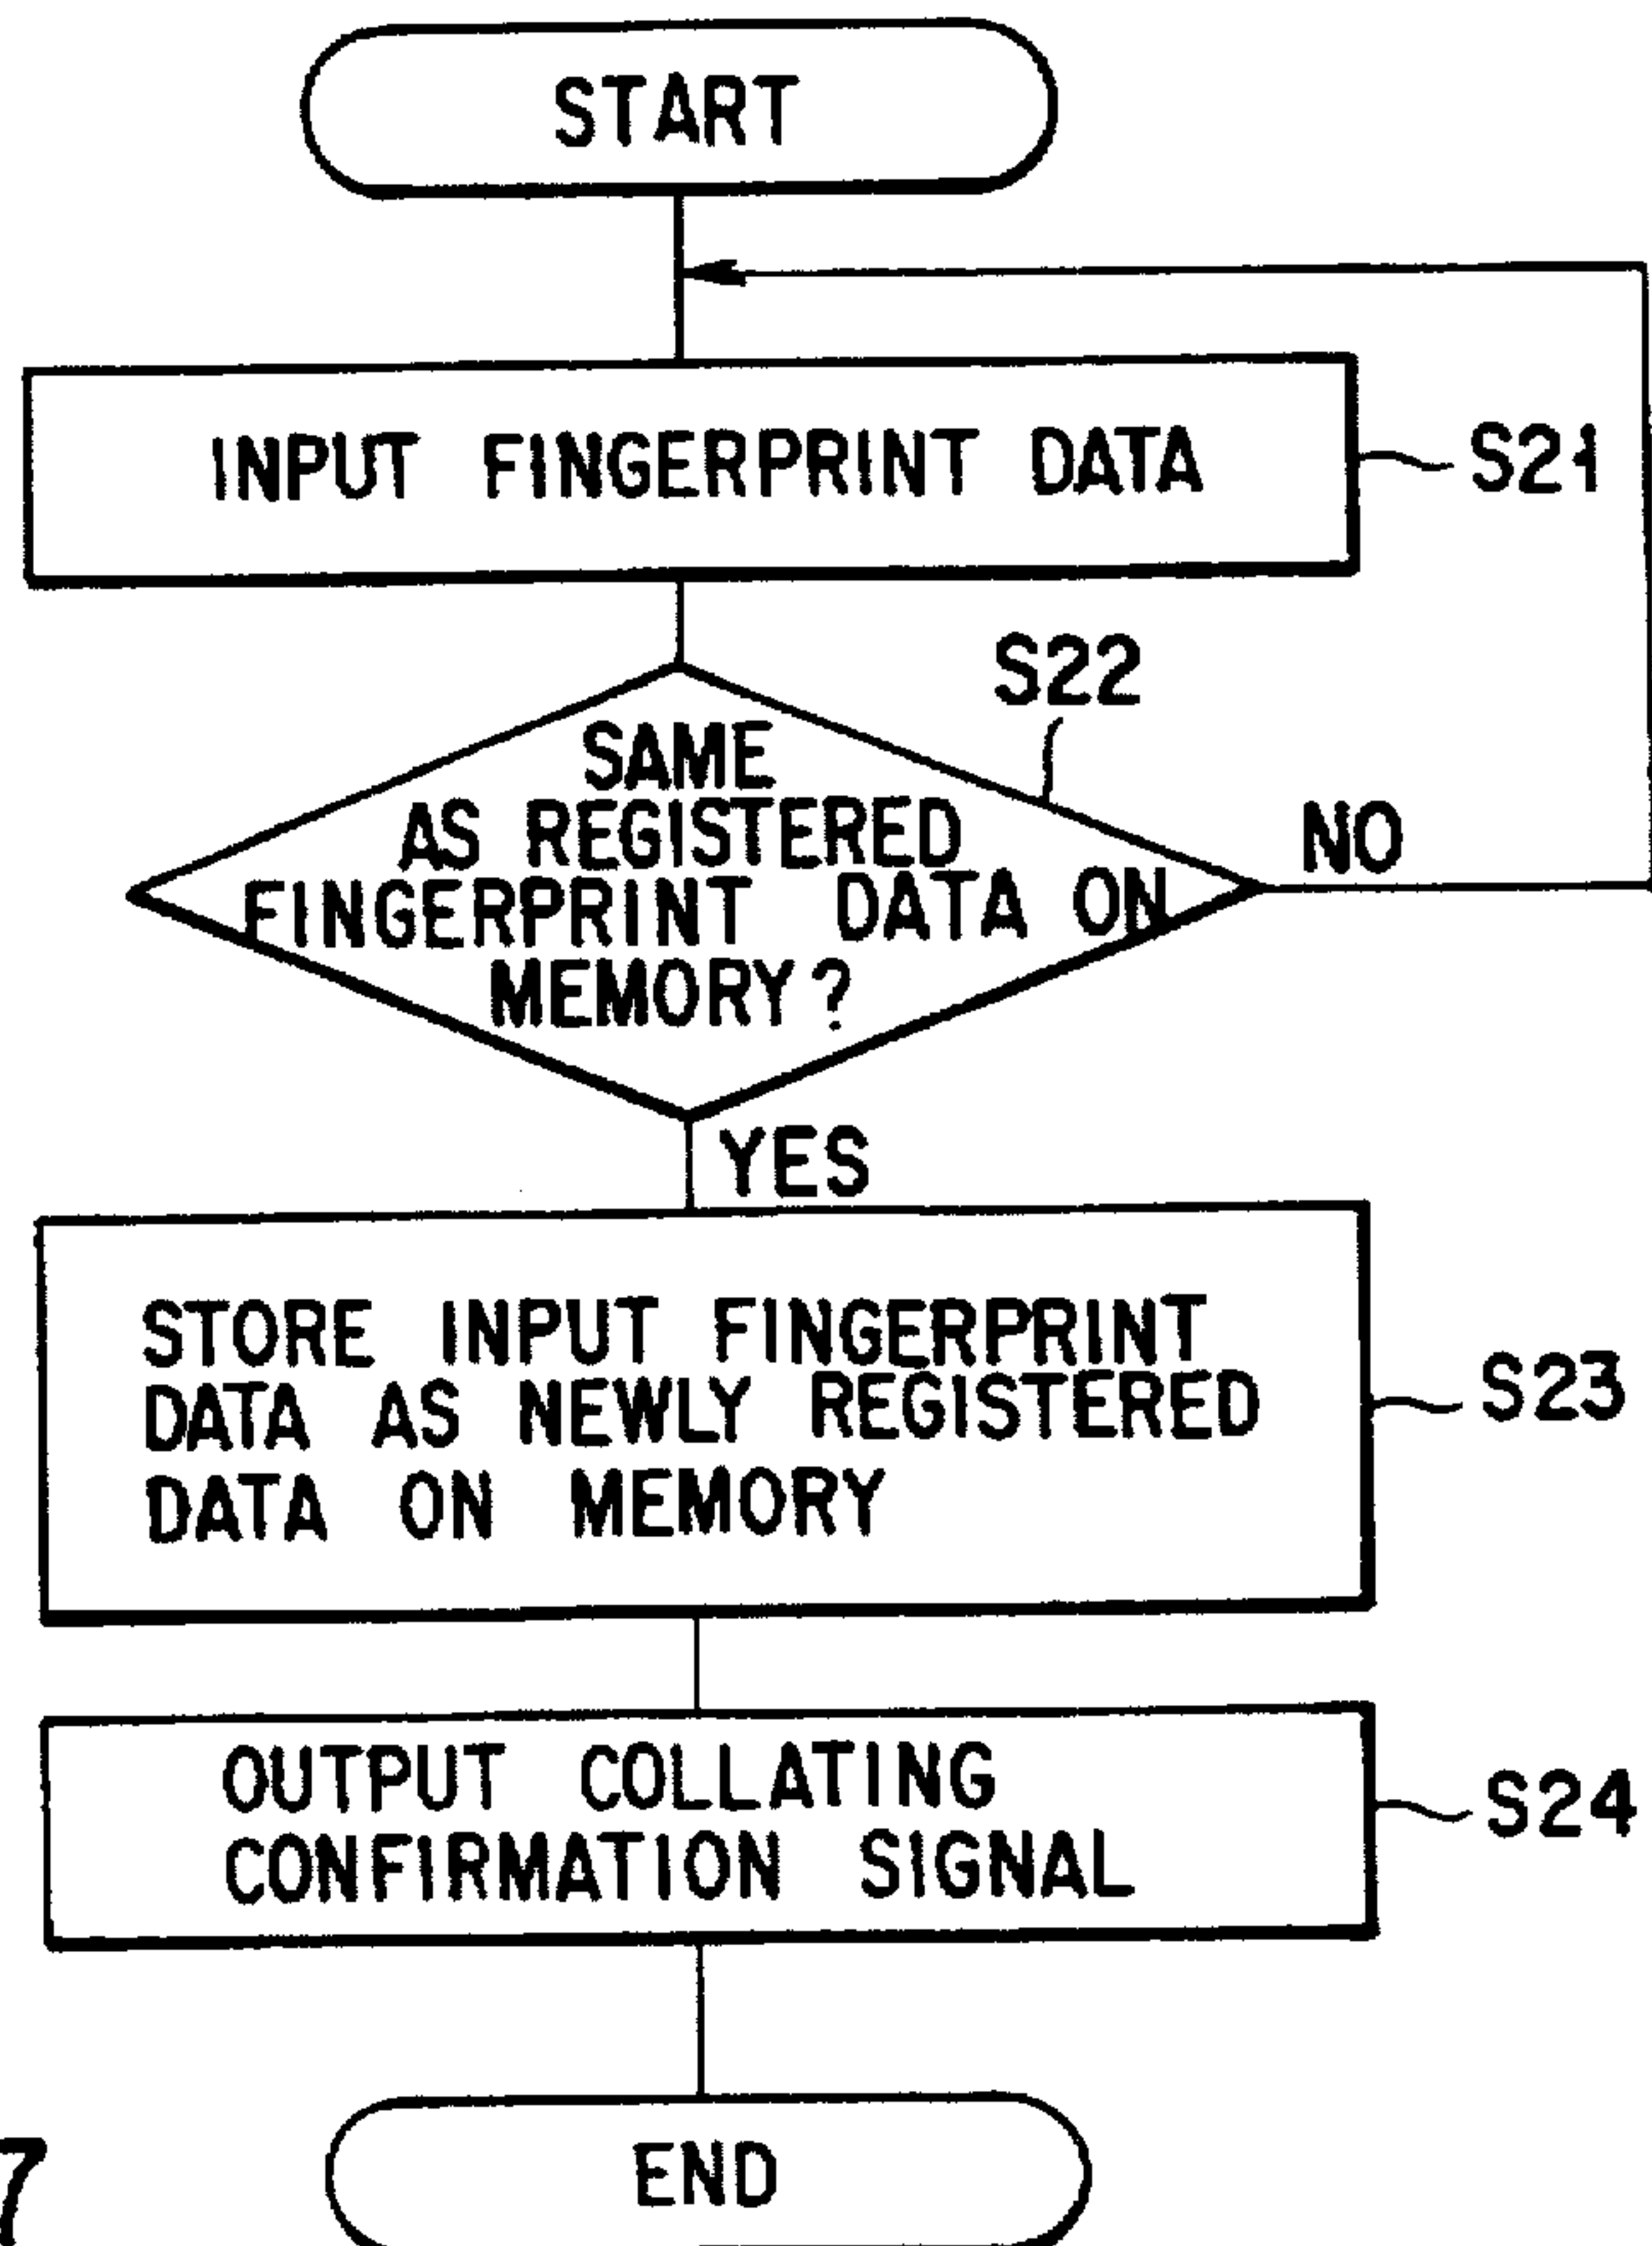 START
INPUT FINGERPRINT DATA
S21
S22
SAME
AS REGISTERED
FINGERPRINT DATA ON
MEMORY?
NO
YES
STORE INPUT FINGERPRINT
DATA AS NEWLY REGISTERED
DATA ON MEMORY
S23
OUTPUT COLLATING
CONFIRMATION SIGNAL
S24
END
7